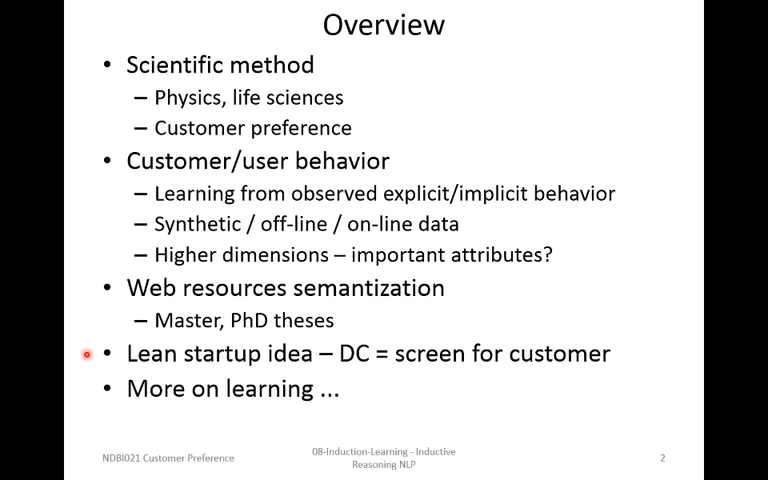 Overview
• Scientific method
– Physics, life sciences
– Customer preference
• Customer/user behavior
– Learning from observed explicit/implicit behavior
– Synthetic / off-line / on-line data
– Higher dimensions – important attributes?
• Web resources semantization
– Master, PhD theses
• Lean startup idea – DC = screen for customer
• More on learning ...
NDBI021 Customer Preference
08-Induction-Learning - Inductive
Reasoning NLP
2